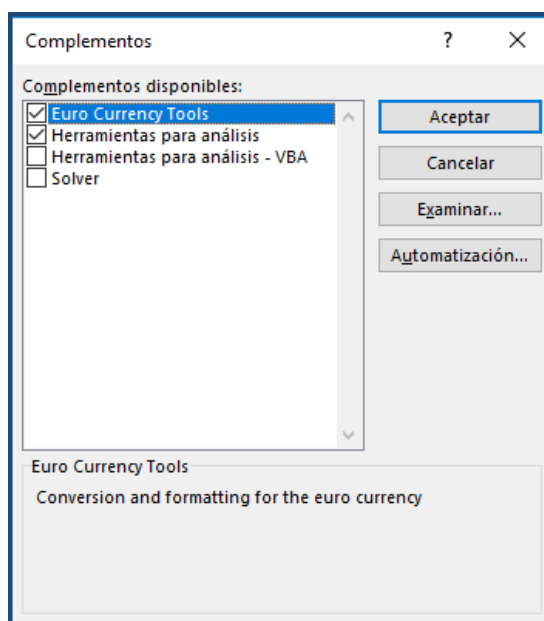 Complementos
Complementos disponibles:
Euro Currency Tools
Herramientas para análisis
Herramientas para análisis - VBA
Solver
Aceptar
Cancelar
Examinar...
Automatización...
Euro Currency Tools
Conversion and formatting for the euro currency